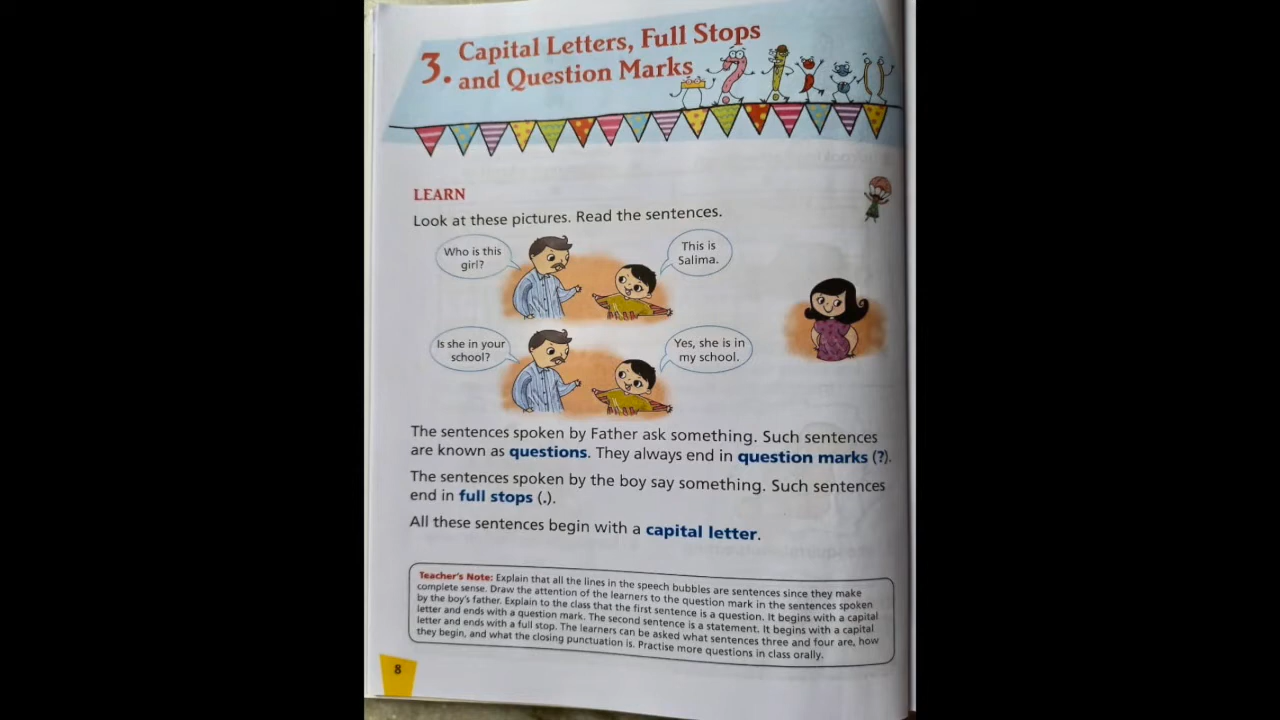 3. Capital Letters, Full Stops
and Question Marks
LEARN
Look at these pictures. Read the sentences.
Who is this
girl?
This is
Salima.
Is she in your
school?
Yes, she is in
my school.
The sentences spoken by Father ask something. Such sentences
are known as questions. They always end in question marks (?).
The sentences spoken by the boy say something. Such sentences
end in full stops (.).
All these sentences begin with a capital letter.
Teacher's Note: Explain that all the lines in the speech bubbles are sentences since they make
complete sense. Draw the attention of the learners to the question mark in the sentences spoken
by the boy's father. Explain to the class that the first sentence is a question. It begins with a capital
letter and ends with a question mark. The second sentence is a statement. It begins with a capital
letter and ends with a full stop. The learners can be asked what sentences three and four are, how
they begin, and what the closing punctuation is. Practise more questions in class orally.
8